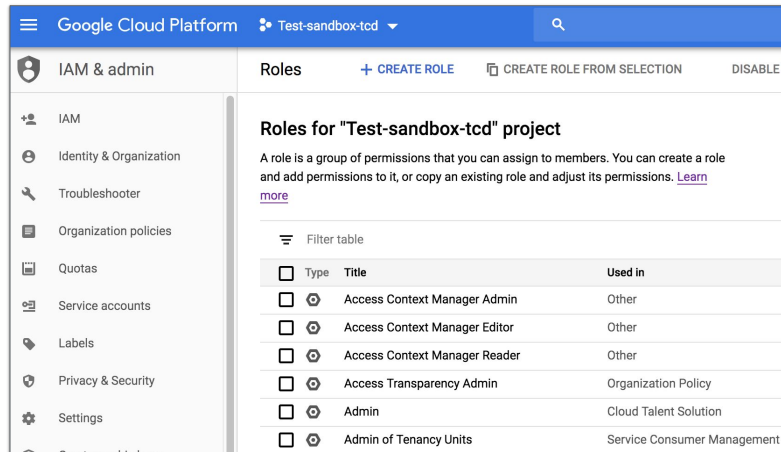 Google Cloud Platform
Test-sandbox-tcd
IAM & admin
Roles
CREATE ROLE
CREATE ROLE FROM SELECTION
DISABLE
IAM
Identity & Organization
Troubleshooter
Organization policies
Quotas
Service accounts
Labels
Privacy & Security
Settings
Roles for "Test-sandbox-tcd" project
A role is a group of permissions that you can assign to members. You can create a role
and add permissions to it, or copy an existing role and adjust its permissions. Learn
more
Filter table
Type Title Used in
Access Context Manager Admin Other
Access Context Manager Editor Other
Access Context Manager Reader Other
Access Transparency Admin Organization Policy
Admin Cloud Talent Solution
Admin of Tenancy Units Service Consumer Management